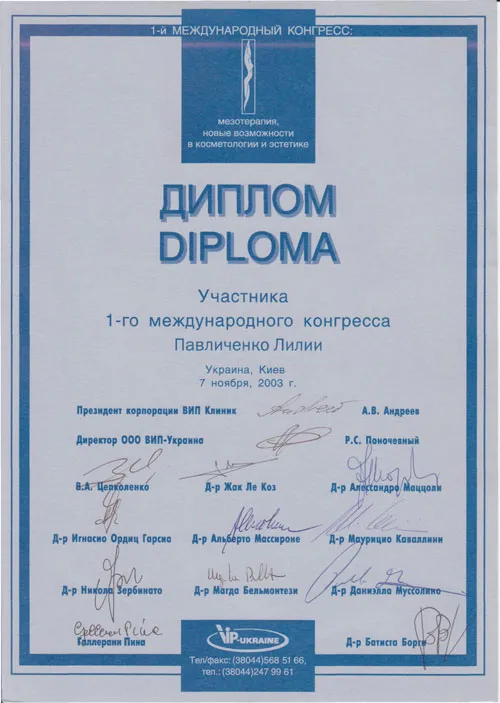 1-й МЕЖДУНАРОДНЫЙ КОНГРЕСС:
мезотерапия,
новые возможности
в косметологии и эстетике
ДИПЛОМ
DIPLOMA
Участника
1-го международного конгресса
Павличенко Лилии
Украина, Киев
7 ноября, 2003 г.
Президент корпорации ВИП Клиник А.В. Андреев
Директор ООО ВИП-Украина Р.С. Поночевный
В.А. Цепколенко Д-р Жак Ле Коз Д-р Алессандро Маццоли
Д-р Игнасио Ордиц Гарсиа Д-р Альберто Массироне Д-р Маурицио Каваллини
Д-р Никола Зербинато Д-р Магда Бельмонтези Д-р Даниэлла Муссолино
Галлерани Пина Д-р Батиста Борги
ViP-UKRAINE
Тел/факс: (38044)568 51 66,
тел.: (38044)247 99 61